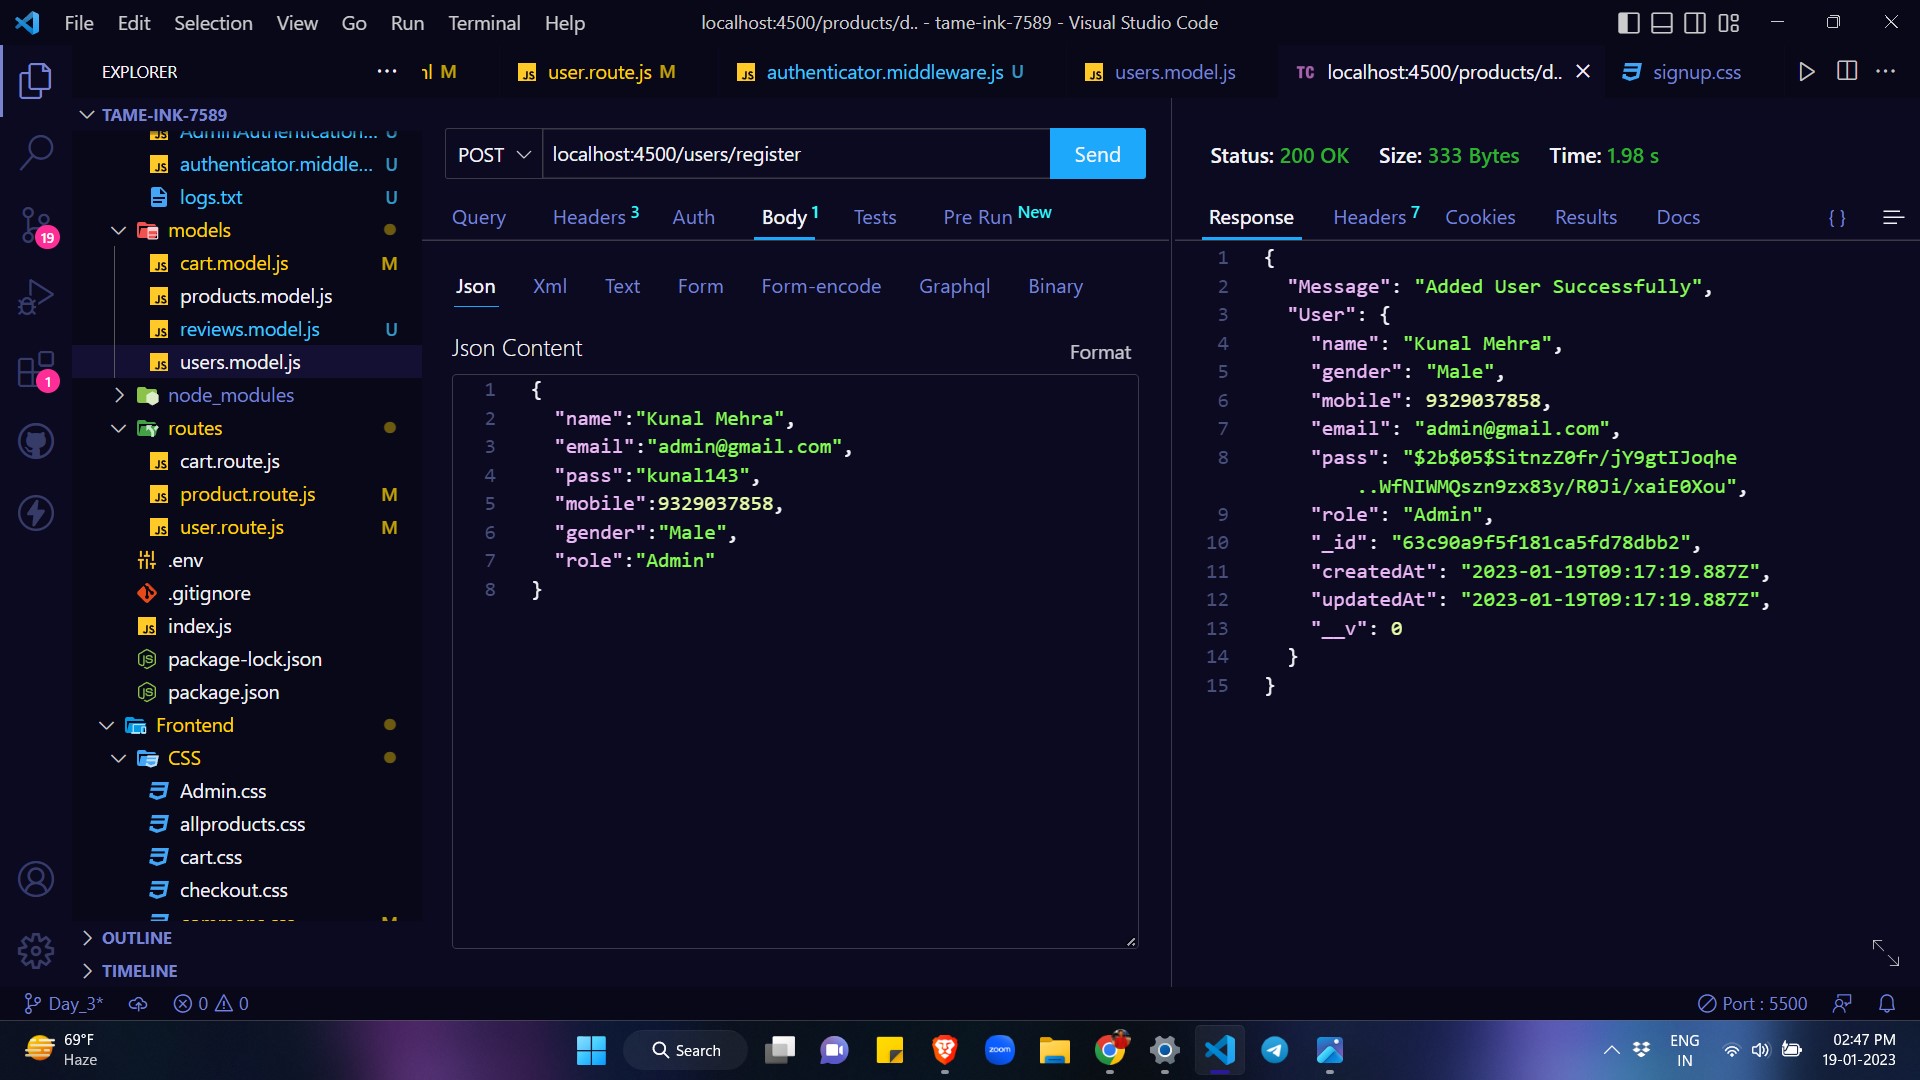 File Edit Selection View Go Run Terminal Help
localhost:4500/products/d.. - tame-ink-7589 - Visual Studio Code
EXPLORER
M
user.route.js M
authenticator.middleware.js U
users.model.js
TC localhost:4500/products/d..
signup.css
TAME-INK-7589
AdminAuthentication... U
authenticator.middle... U
logs.txt U
models
cart.model.js M
products.model.js
reviews.model.js U
users.model.js
node_modules
routes
cart.route.js
product.route.js M
user.route.js M
.env
.gitignore
index.js
package-lock.json
package.json
Frontend
CSS
Admin.css
allproducts.css
cart.css
checkout.css
OUTLINE
TIMELINE
19
1
POST localhost:4500/users/register Send
Query Headers 3 Auth Body 1 Tests Pre Run New
Json Xml Text Form Form-encode Graphql Binary
Json Content Format
1 {
2 "name":"Kunal Mehra",
3 "email":"admin@gmail.com",
4 "pass":"kunal143",
5 "mobile":9329037858,
6 "gender":"Male",
7 "role":"Admin"
8 }
Status: 200 OK Size: 333 Bytes Time: 1.98 s
Response Headers 7 Cookies Results Docs { }
1 {
2 "Message": "Added User Successfully",
3 "User": {
4 "name": "Kunal Mehra",
5 "gender": "Male",
6 "mobile": 9329037858,
7 "email": "admin@gmail.com",
8 "pass": "$2b$05$SitnzZ0fr/jY9gtIJoqhe
..WfNIWMQszn9zx83y/R0Ji/xaiE0Xou",
9 "role": "Admin",
10 "_id": "63c90a9f5f181ca5fd78dbb2",
11 "createdAt": "2023-01-19T09:17:19.887Z",
12 "updatedAt": "2023-01-19T09:17:19.887Z",
13 "__v": 0
14 }
15 }
Day_3* 0 0
Port : 5500
69°F
Haze
Search
zoom
ENG
IN
02:47 PM
19-01-2023